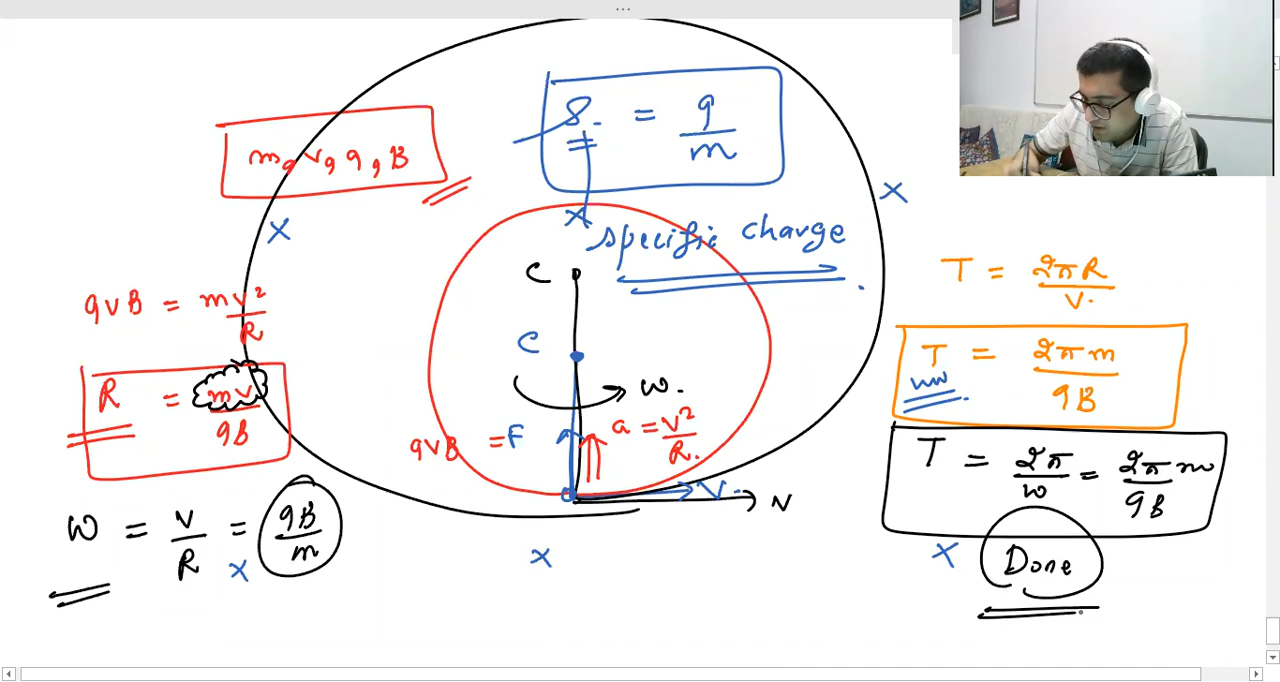 m, v, q, B
S. = q/m
specific charge
C
C
ω.
qvB = F
a = v²/R.
V.
qvB = mv²/R
R = mv/qB
ω = v/R = qB/m
T = 2πR/V.
T = 2πm/qB
T = 2π/ω = 2πm/qB
Done
x
x
x
x
x
x